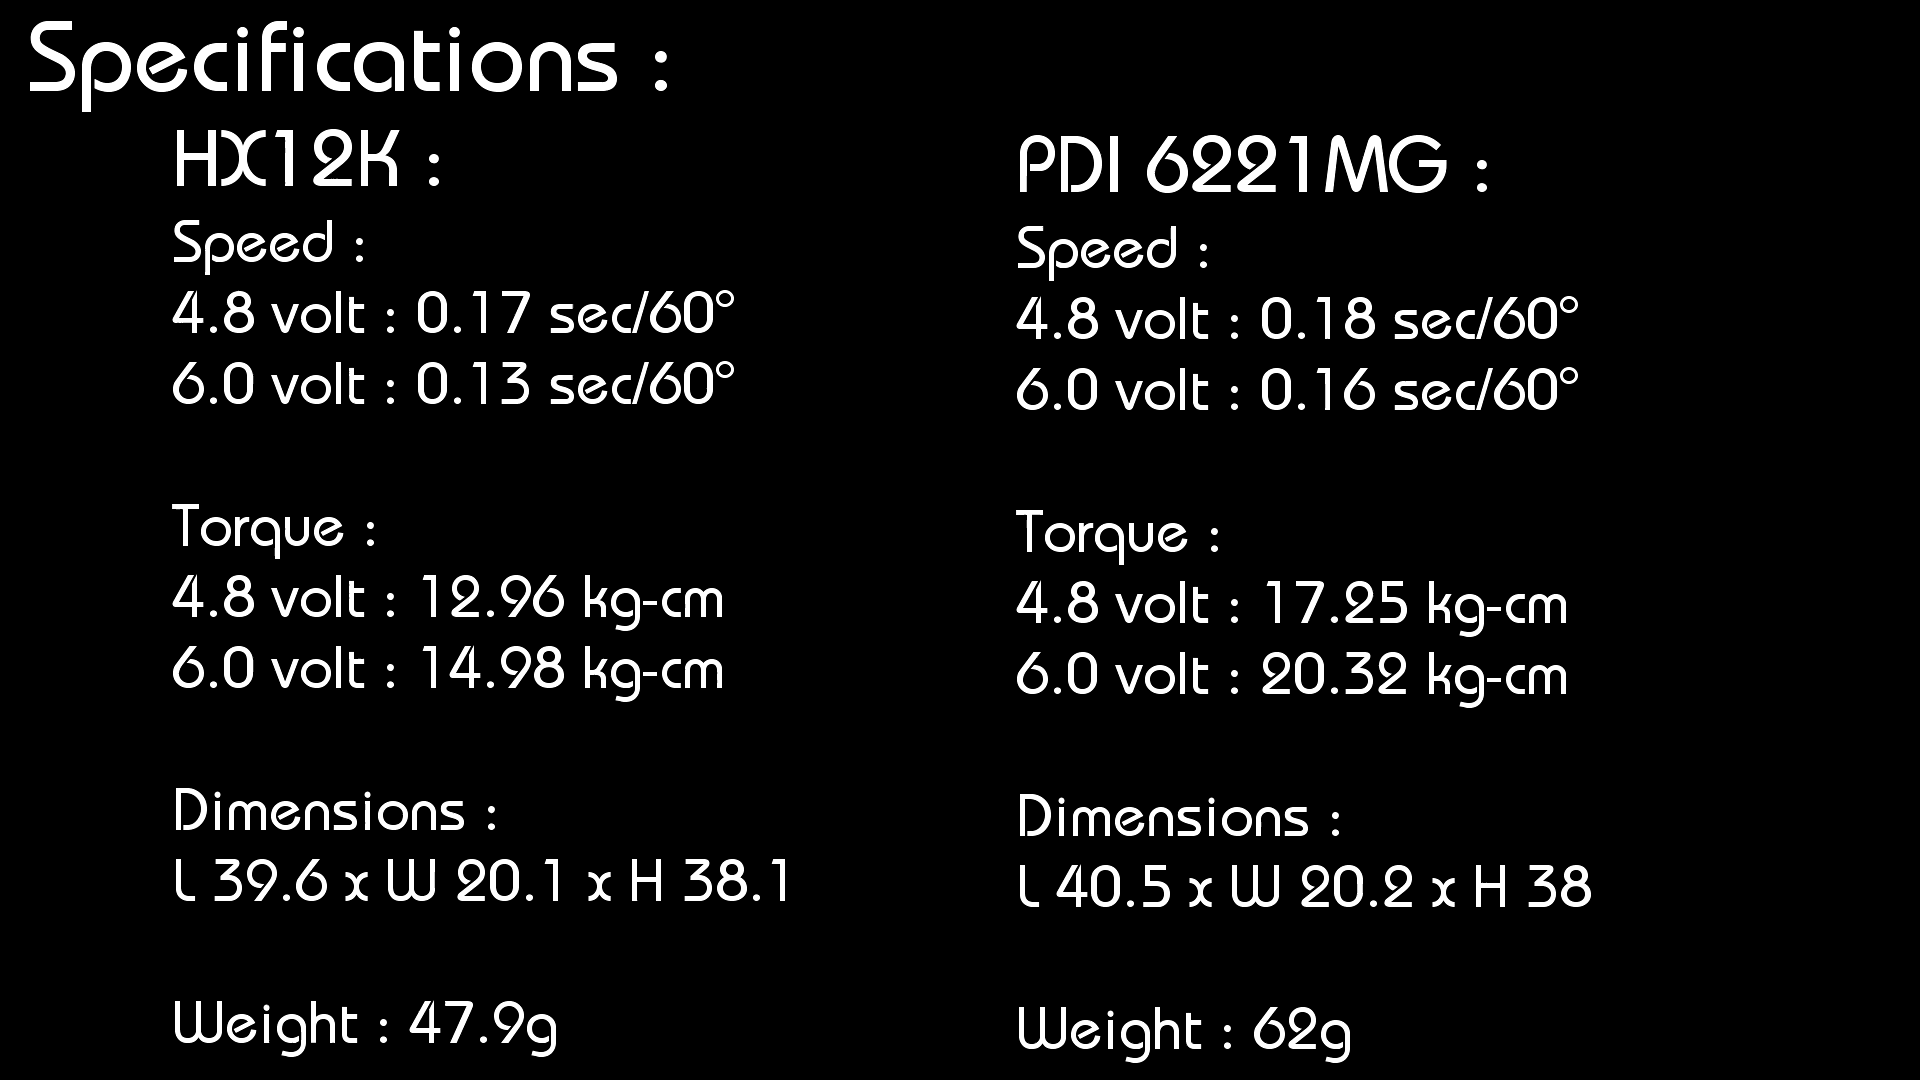 Specifications :
HX12K :
Speed :
4.8 volt : 0.17 sec/60°
6.0 volt : 0.13 sec/60°
Torque :
4.8 volt : 12.96 kg-cm
6.0 volt : 14.98 kg-cm
Dimensions :
L 39.6 x W 20.1 x H 38.1
Weight : 47.9g
PDI 6221MG :
Speed :
4.8 volt : 0.18 sec/60°
6.0 volt : 0.16 sec/60°
Torque :
4.8 volt : 17.25 kg-cm
6.0 volt : 20.32 kg-cm
Dimensions :
L 40.5 x W 20.2 x H 38
Weight : 62g